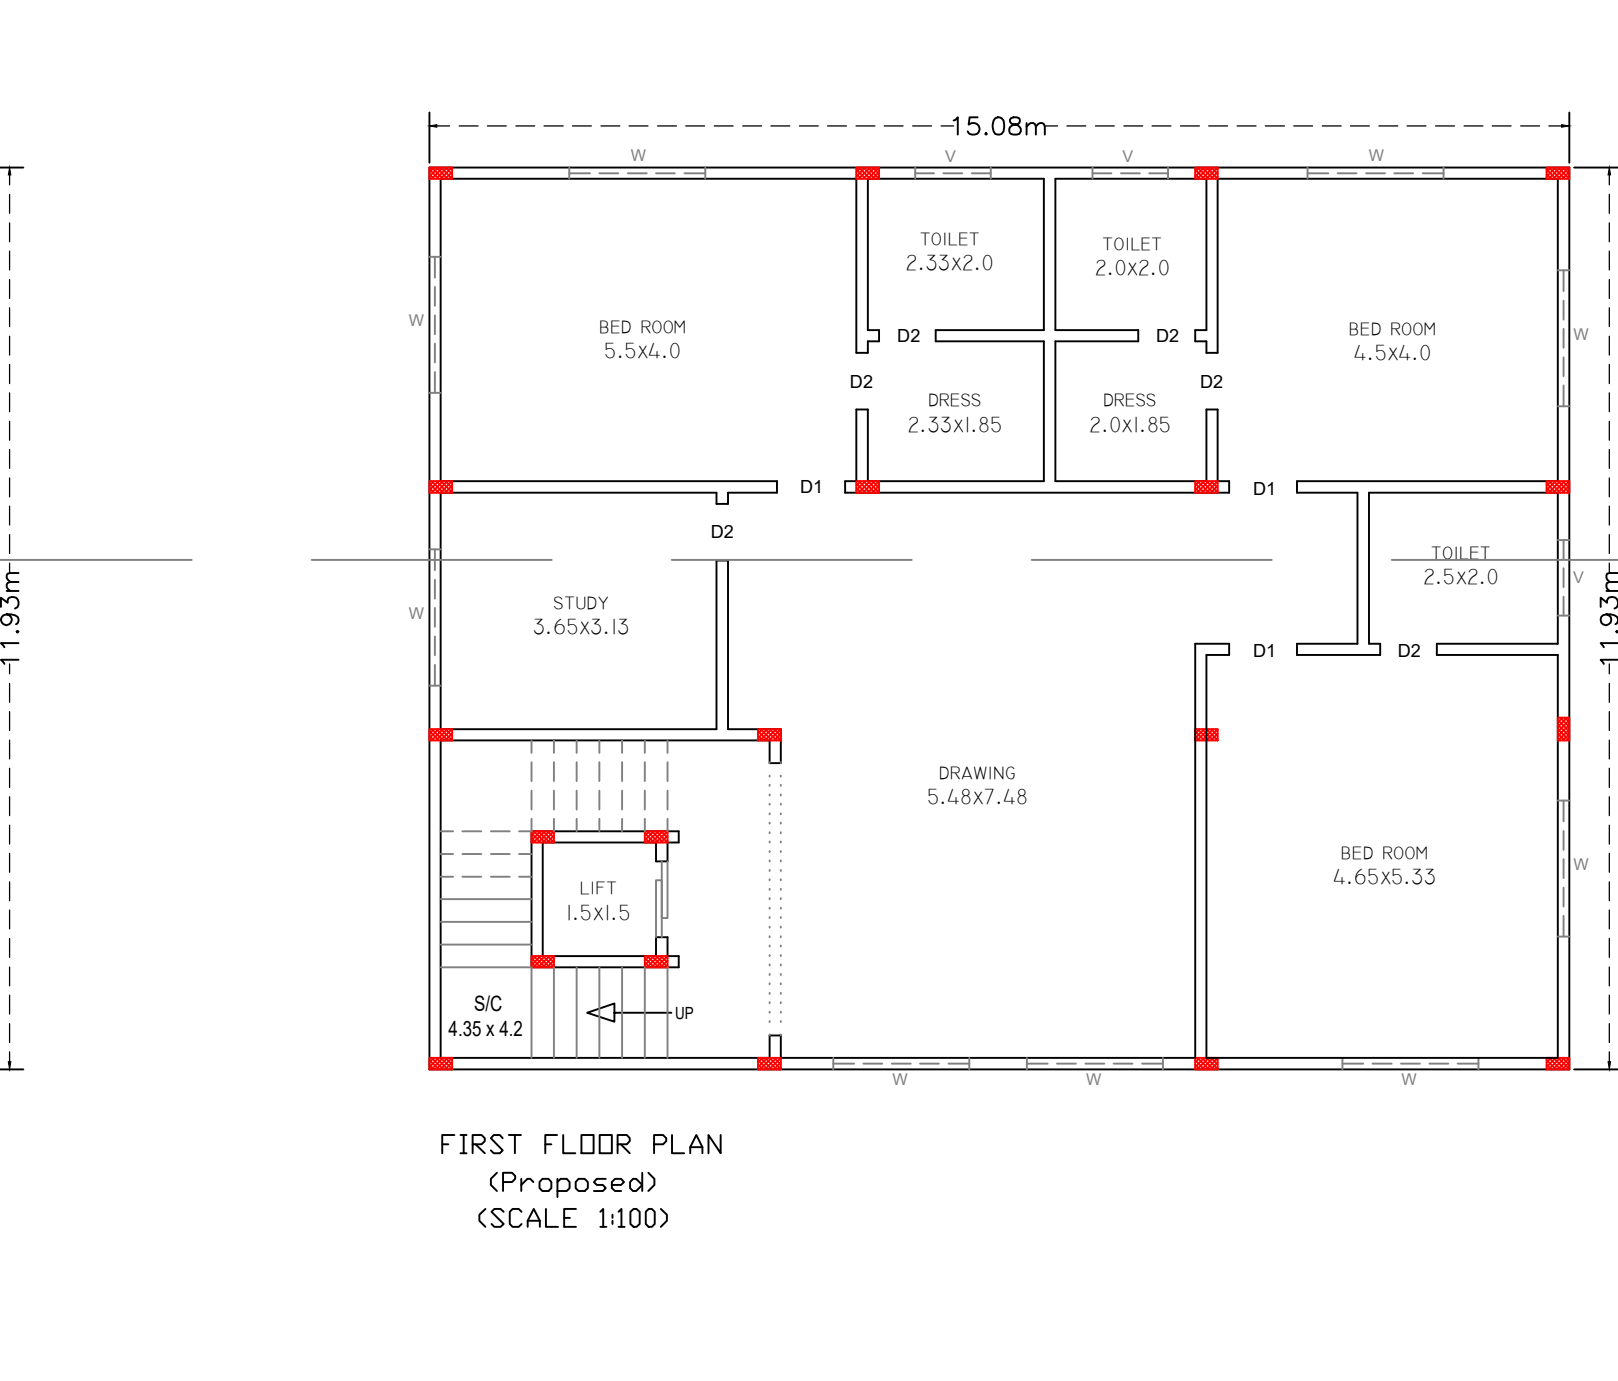 15.08m
W
V
V
W
TOILET
2.33x2.0
TOILET
2.0x2.0
W
BED ROOM
5.5x4.0
D2
D2
BED ROOM
4.5x4.0
W
D2
D2
DRESS
2.33x1.85
DRESS
2.0x1.85
D1
D1
D2
TOILET
2.5x2.0
V
11.93m
W
STUDY
3.65x3.13
11.93m
D1
D2
DRAWING
5.48x7.48
BED ROOM
4.65x5.33
W
LIFT
1.5x1.5
S/C
4.35 x 4.2
UP
W
W
W
FIRST FLOOR PLAN
(Proposed)
(SCALE 1:100)